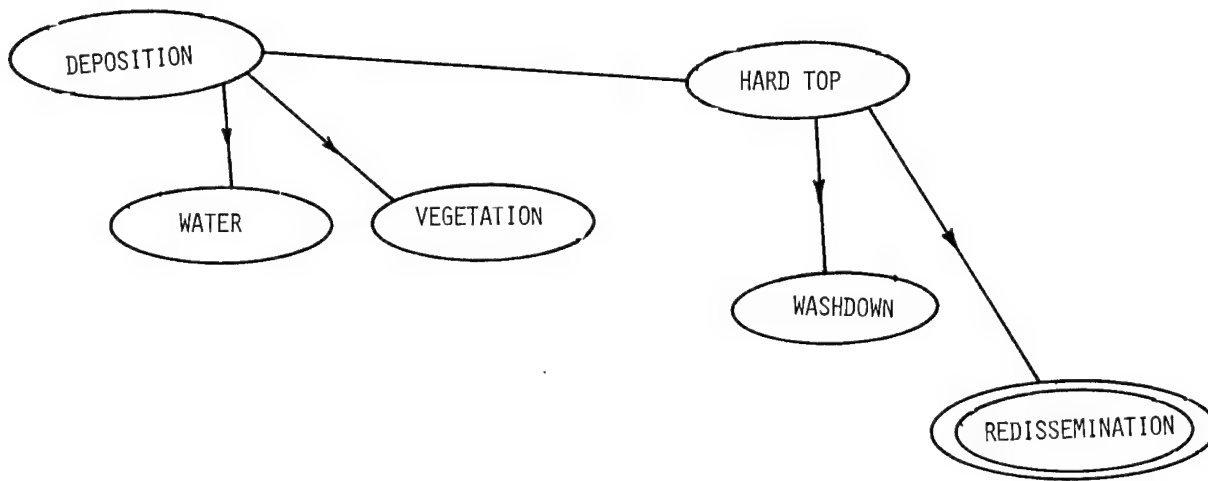 DEPOSITION
HARD TOP
WATER
VEGETATION
WASHDOWN
REDISSEMINATION